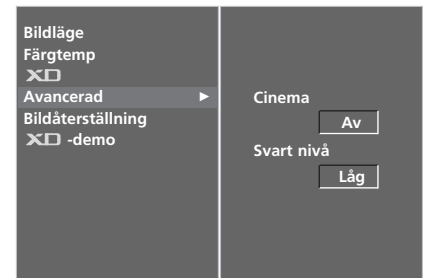 Bildläge
Färgtemp
XD
Avancerad ►
Bildåterställning
XD -demo
Cinema
Av
Svart nivå
Låg